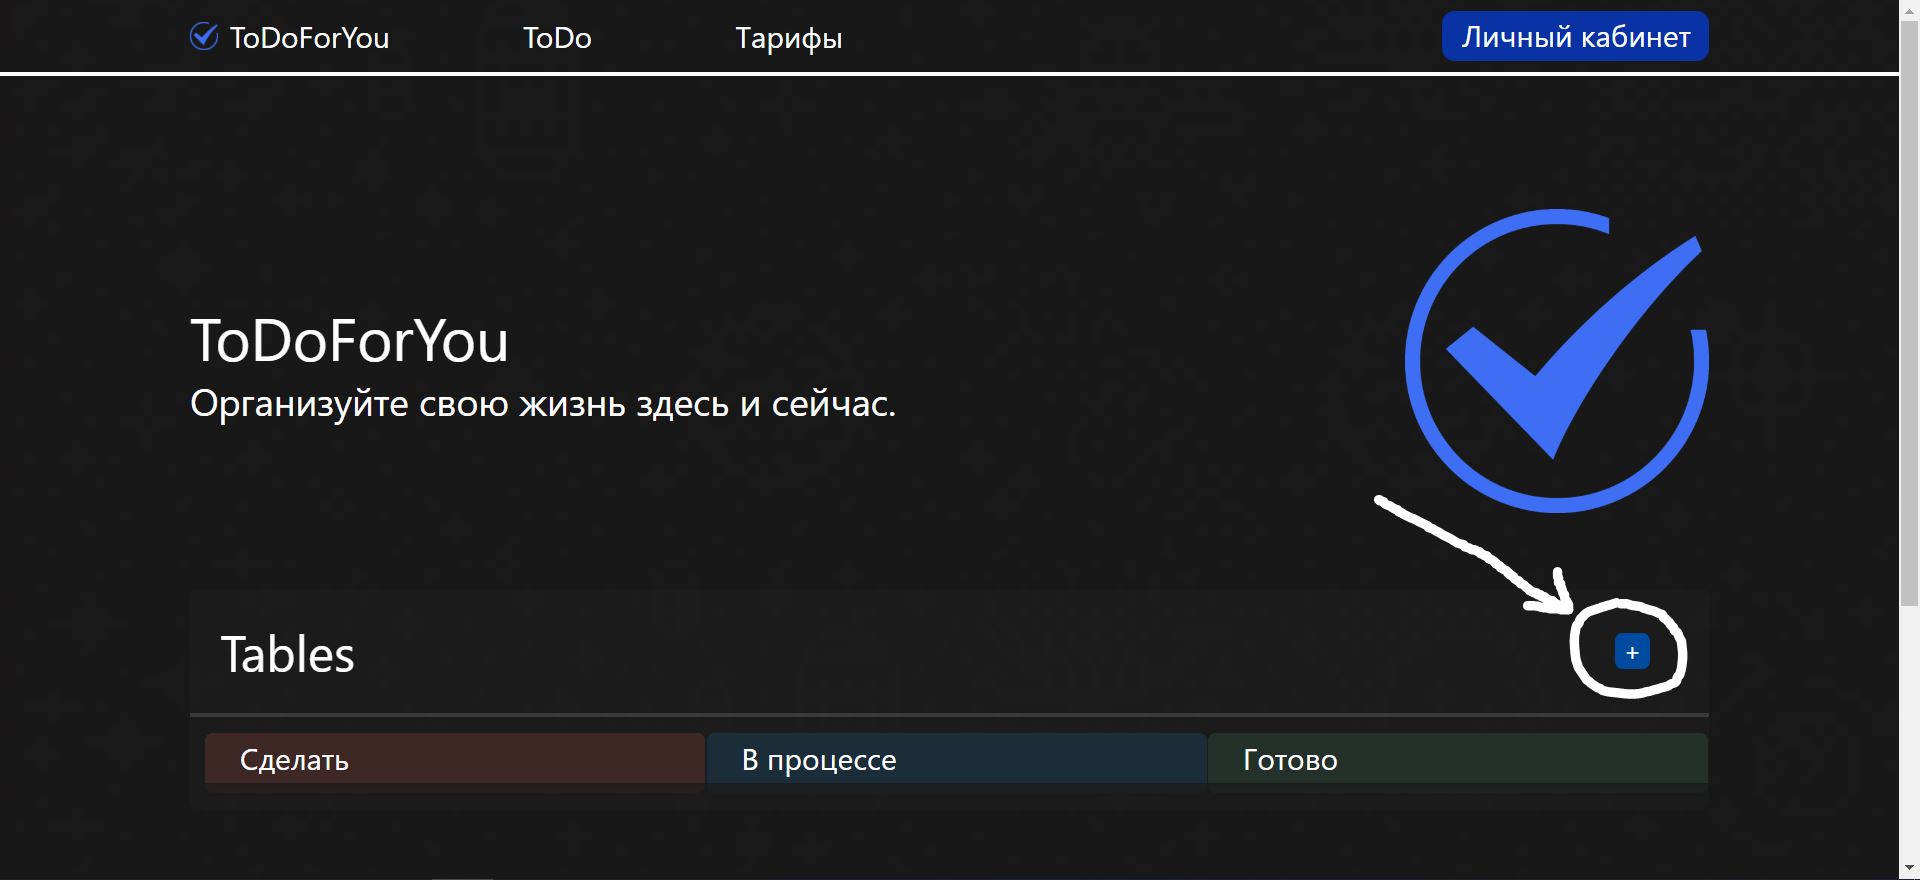 ToDoForYou ToDo Тарифы Личный кабинет
ToDoForYou
Организуйте свою жизнь здесь и сейчас.
Tables +
Сделать В процессе Готово